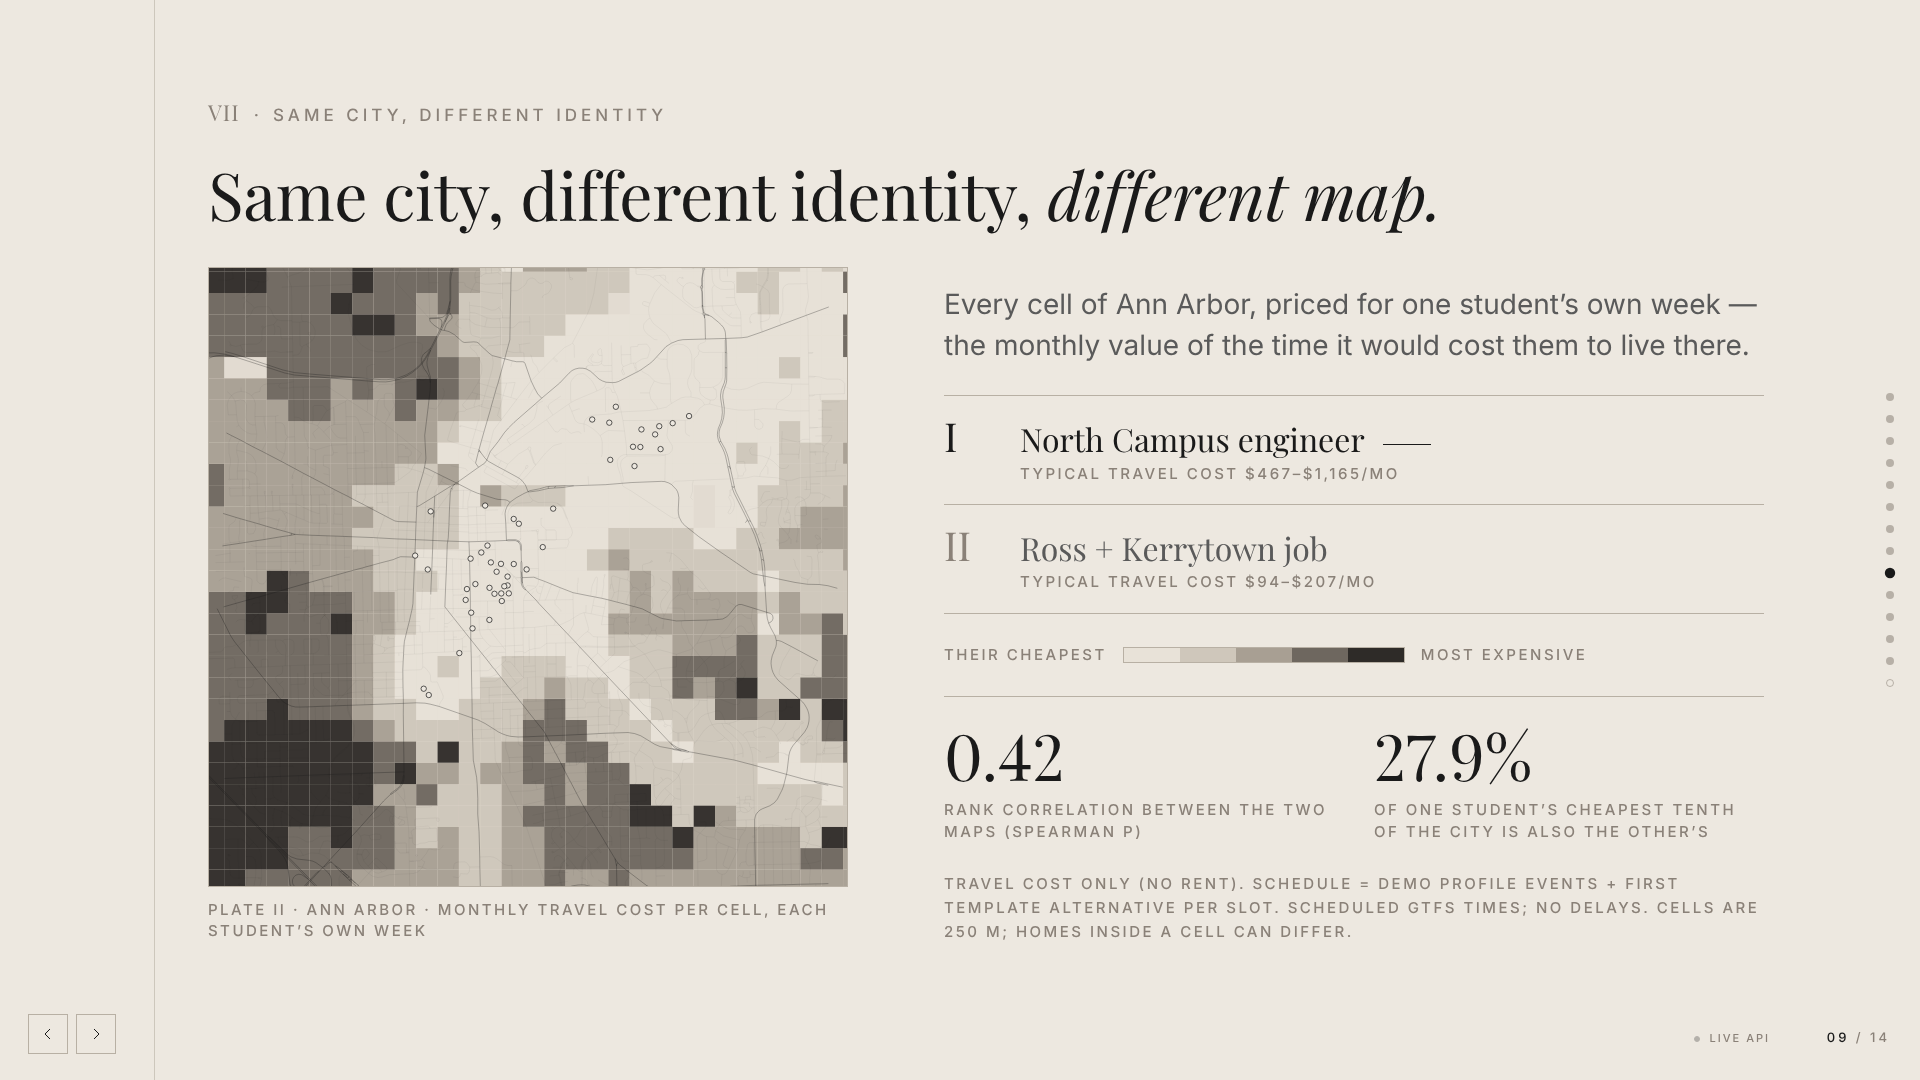 VII · SAME CITY, DIFFERENT IDENTITY
Same city, different identity, different map.
Every cell of Ann Arbor, priced for one student’s own week —
the monthly value of the time it would cost them to live there.
I North Campus engineer
TYPICAL TRAVEL COST $467–$1,165/MO
II Ross + Kerrytown job
TYPICAL TRAVEL COST $94–$207/MO
THEIR CHEAPEST MOST EXPENSIVE
0.42 27.9%
RANK CORRELATION BETWEEN THE TWO
MAPS (SPEARMAN Ρ)
OF ONE STUDENT’S CHEAPEST TENTH
OF THE CITY IS ALSO THE OTHER’S
TRAVEL COST ONLY (NO RENT). SCHEDULE = DEMO PROFILE EVENTS + FIRST
TEMPLATE ALTERNATIVE PER SLOT. SCHEDULED GTFS TIMES; NO DELAYS. CELLS ARE
250 M; HOMES INSIDE A CELL CAN DIFFER.
PLATE II · ANN ARBOR · MONTHLY TRAVEL COST PER CELL, EACH
STUDENT’S OWN WEEK
LIVE API 09 / 14